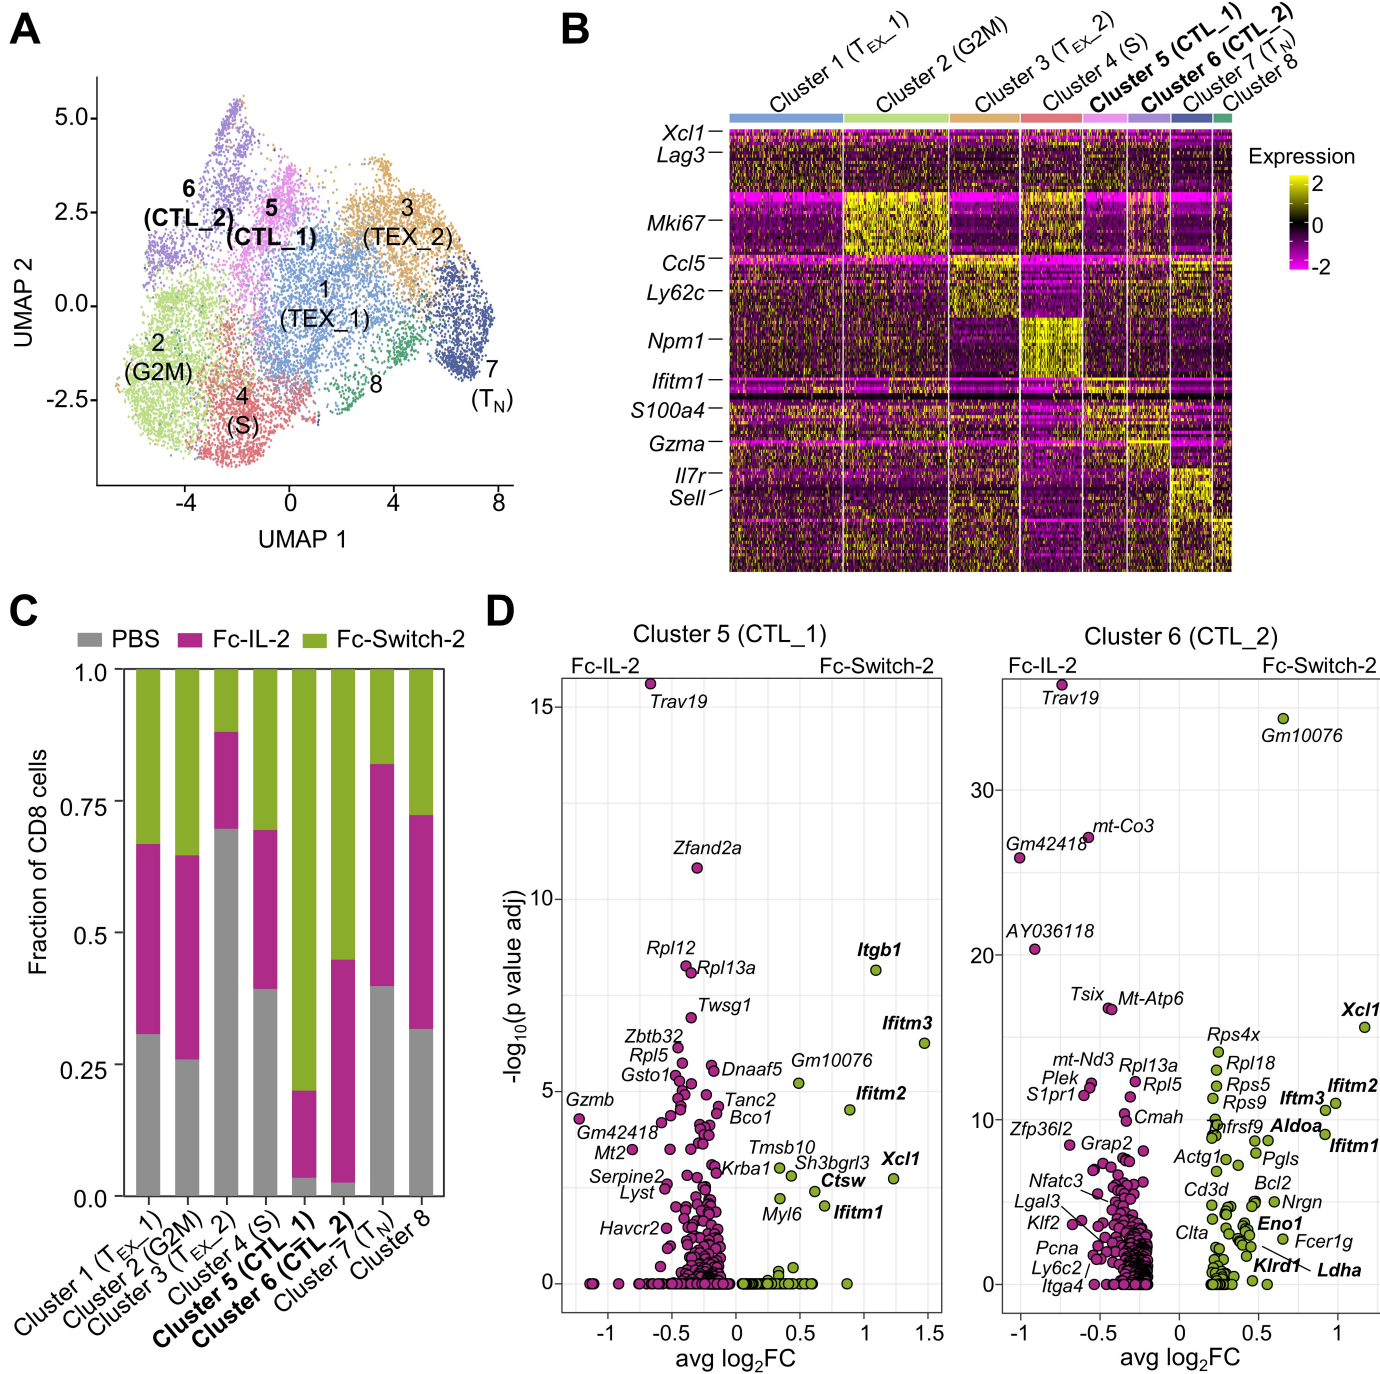 A
5.0
2.5
0.0
-2.5
UMAP 2
-4
0
4
8
UMAP 1
6
(CTL_2)
5
(CTL_1)
3
(TEX_2)
1
(TEX_1)
2
(G2M)
4
(S)
8
7
(TN)
B
Cluster 1 (TEX_1)
Cluster 2 (G2M)
Cluster 3 (TEX_2)
Cluster 4 (S)
Cluster 5 (CTL_1)
Cluster 6 (CTL_2)
Cluster 7 (TN)
Cluster 8
Xcl1
Lag3
Mki67
Ccl5
Ly62c
Npm1
Ifitm1
S100a4
Gzma
Il7r
Sell
Expression
2
0
-2
C
PBS
Fc-IL-2
Fc-Switch-2
1.0
0.75
0.5
0.25
0.0
Fraction of CD8 cells
Cluster 1 (TEX_1)
Cluster 2 (G2M)
Cluster 3 (TEX_2)
Cluster 4 (S)
Cluster 5 (CTL_1)
Cluster 6 (CTL_2)
Cluster 7 (TN)
Cluster 8
D
Cluster 5 (CTL_1)
Fc-IL-2
Fc-Switch-2
-log10(p value adj)
15
10
5
0
Trav19
Zfand2a
Rpl12
Rpl13a
Itgb1
Twsg1
Ifitm3
Zbtb32
Rpl5
Gsto1
Dnaaf5
Gm10076
Gzmb
Tanc2
Bco1
Ifitm2
Gm42418
Mt2
Tmsb10
Krba1
Sh3bgrl3
Xcl1
Serpine2
Lyst
Ctsw
Myl6
Ifitm1
Havcr2
-1
-0.5
0
0.5
1
1.5
avg log2FC
Cluster 6 (CTL_2)
Fc-IL-2
Fc-Switch-2
30
20
10
0
Trav19
Gm10076
mt-Co3
Gm42418
AY036118
Tsix
Mt-Atp6
Xcl1
Rps4x
mt-Nd3
Rpl13a
Rpl18
Plek
Rpl5
Rps5
S1pr1
Rps9
Iftm3
Ifitm2
Cmah
Zfp36l2
Grap2
Tnfrsf9
Aldoa
Ifitm1
Actg1
Pgls
Nfatc3
Cd3d
Bcl2
Lgal3
Nrgn
Klf2
Clta
Eno1
Fcer1g
Pcna
Ly6c2
Klrd1
Ldha
Itga4
-1
-0.5
0
0.5
1
avg log2FC